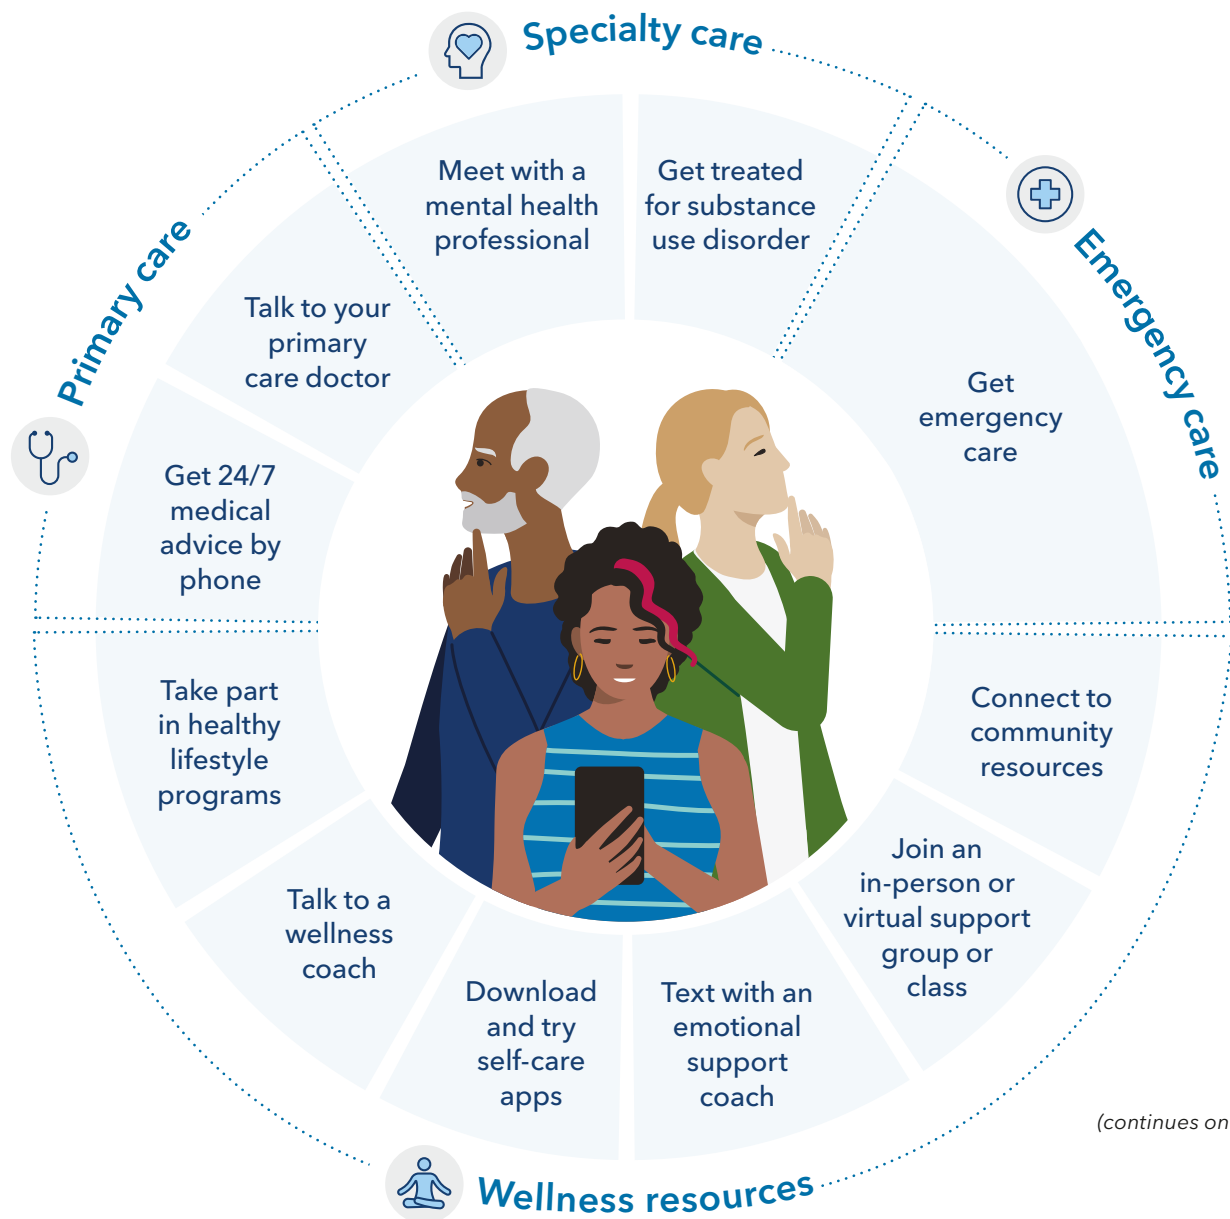 Specialty care
Meet with a
mental health
professional
Get treated
for substance
use disorder
Emergency care
Get
emergency
care
Primary care
Talk to your
primary
care doctor
Get 24/7
medical
advice by
phone
Take part
in healthy
lifestyle
programs
Talk to a
wellness
coach
Download
and try
self-care
apps
Text with an
emotional
support
coach
Join an
in-person or
virtual support
group or
class
Connect to
community
resources
Wellness resources
(continues on